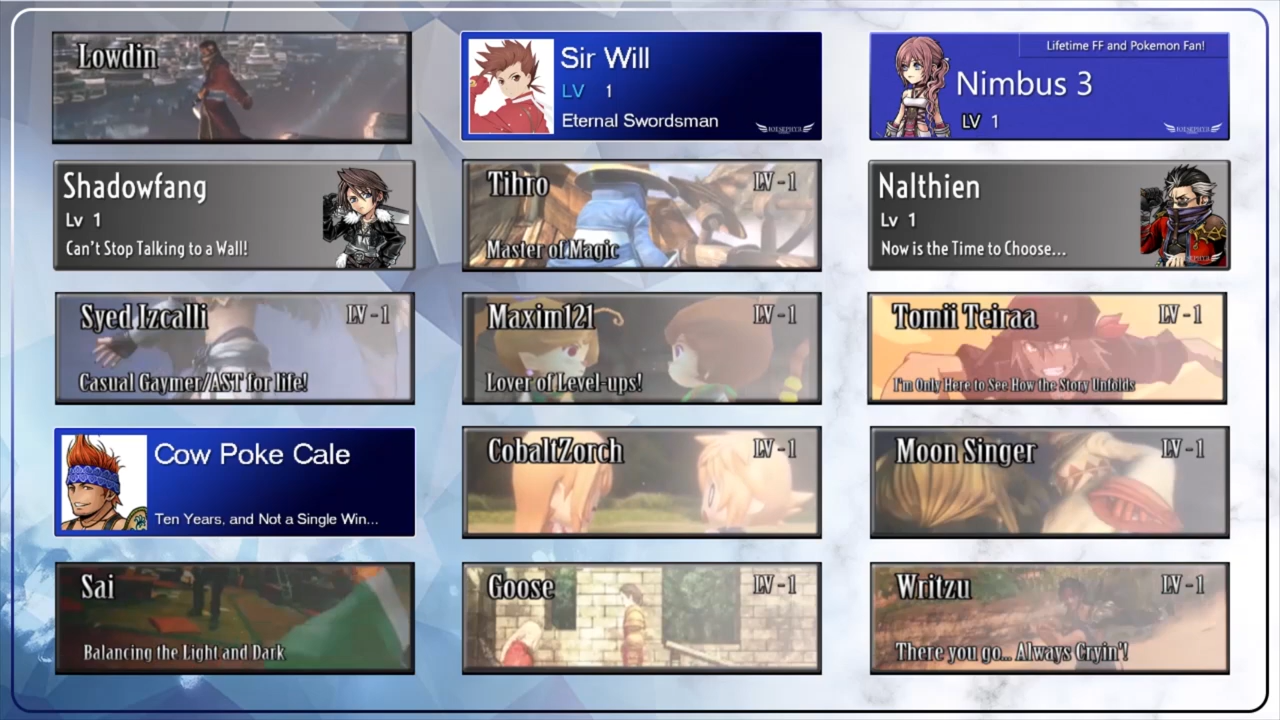 Lowdin
Sir Will
LV 1
Eternal Swordsman
Lifetime FF and Pokemon Fan!
Nimbus 3
LV 1
Shadowfang
Lv 1
Can't Stop Talking to a Wall!
Tihro
LV - 1
Master of Magic
Nalthien
Lv 1
Now is the Time to Choose...
Syed Izcalli
LV - 1
Casual Gaymer/AST for life!
Maxim121
LV - 1
Lover of Level-ups!
Tomii Teiraa
LV - 1
I'm Only Here to See How the Story Unfolds
Cow Poke Cale
Ten Years, and Not a Single Win...
CobaltZorch
LV - 1
Moon Singer
LV - 1
Sai
Balancing the Light and Dark
Goose
LV - 1
Writzu
LV - 1
There you go... Always Cryin'!